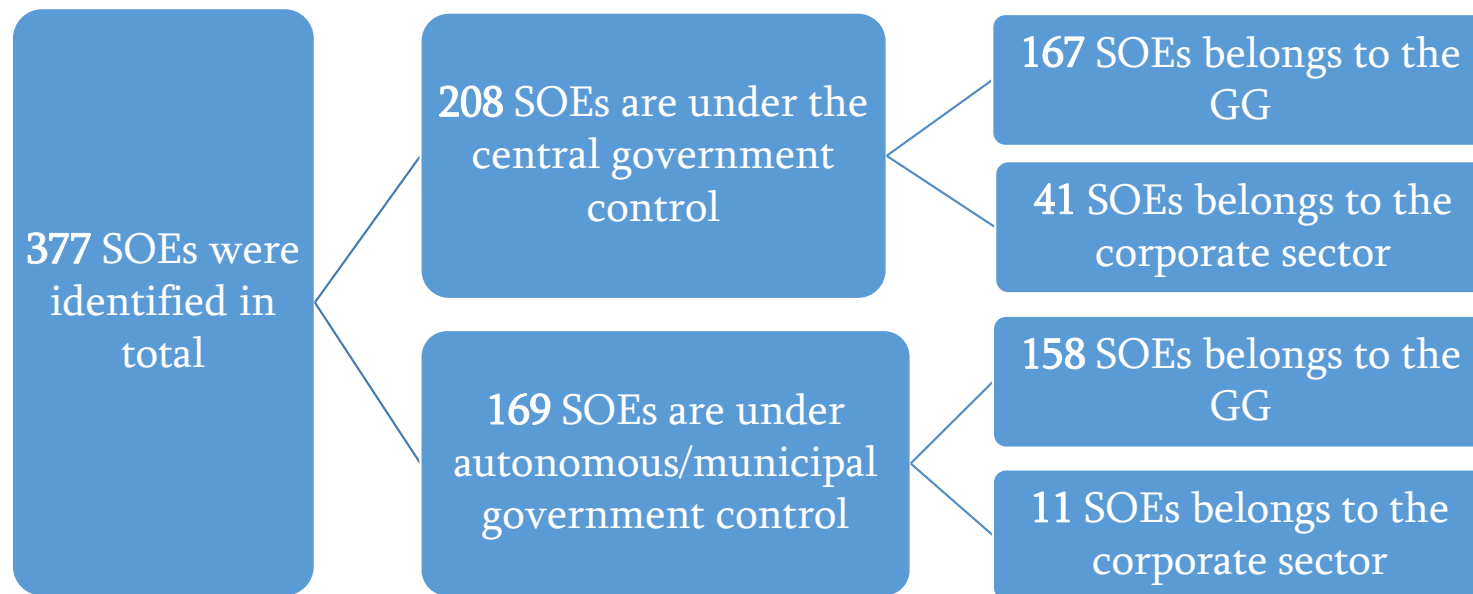 377 SOEs were
identified in
total
208 SOEs are under the
central government
control
169 SOEs are under
autonomous/municipal
government control
167 SOEs belongs to the
GG
41 SOEs belongs to the
corporate sector
158 SOEs belongs to the
GG
11 SOEs belongs to the
corporate sector